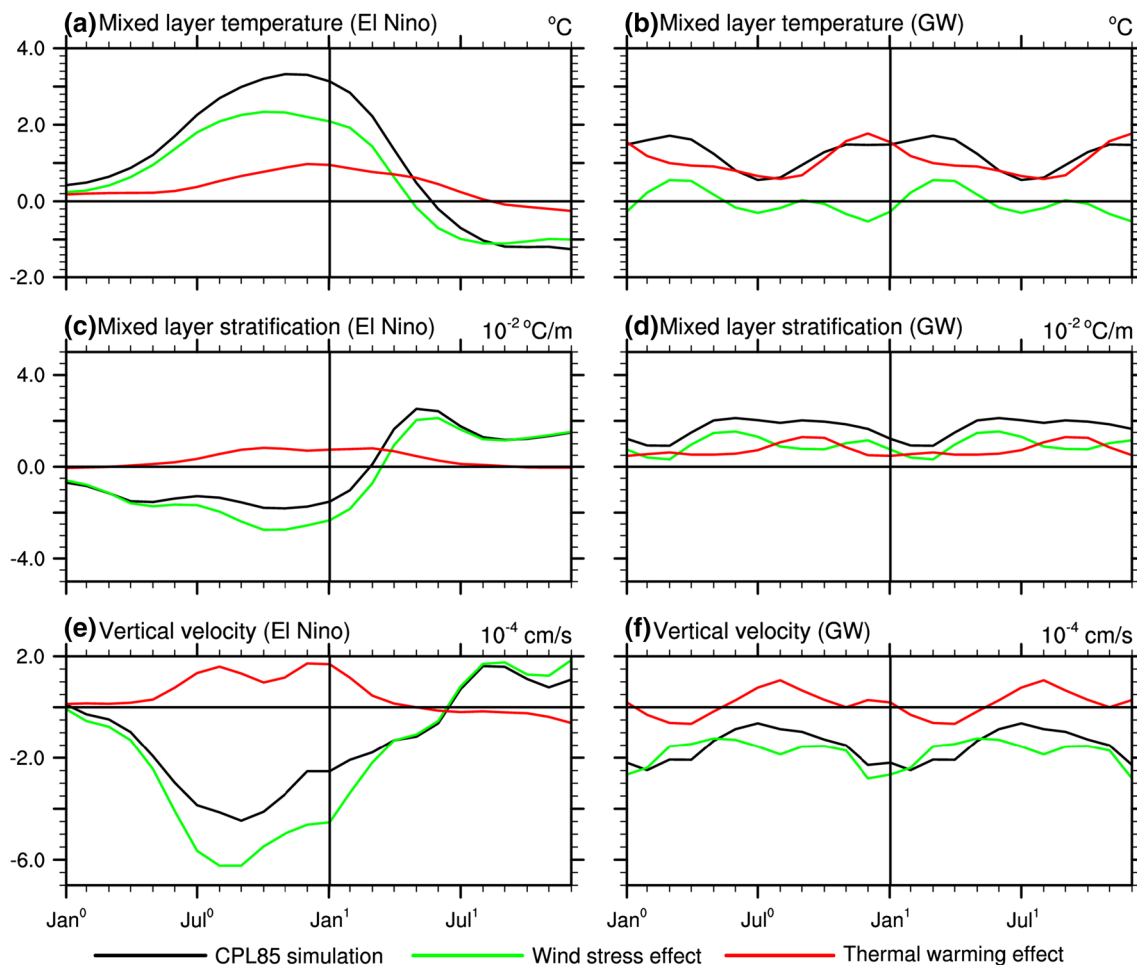 (a) Mixed layer temperature (El Nino) °C
(b) Mixed layer temperature (GW) °C
4.0
2.0
0.0
-2.0
(c) Mixed layer stratification (El Nino) 10⁻² °C/m
(d) Mixed layer stratification (GW) 10⁻² °C/m
4.0
0.0
-4.0
(e) Vertical velocity (El Nino) 10⁻⁴ cm/s
(f) Vertical velocity (GW) 10⁻⁴ cm/s
2.0
-2.0
-6.0
Jan⁰ Jul⁰ Jan¹ Jul¹
Jan⁰ Jul⁰ Jan¹ Jul¹
CPL85 simulation Wind stress effect Thermal warming effect